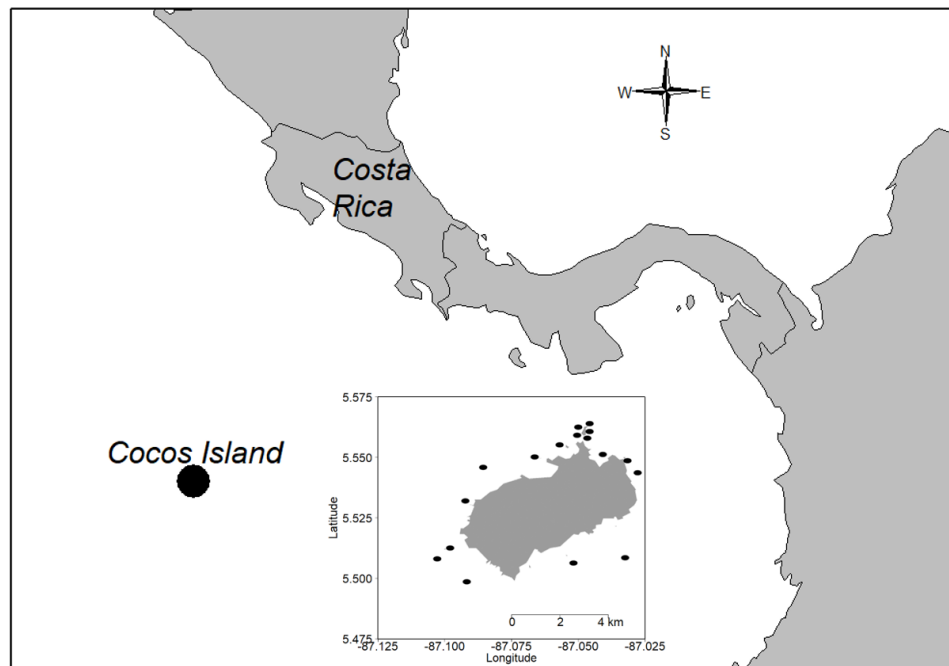 N
W E
S
Costa
Rica
Cocos Island
5.575
5.550
5.525
5.500
5.475
Latitude
0 2 4 km
-87.125 -87.100 -87.075 -87.050 -87.025
Longitude